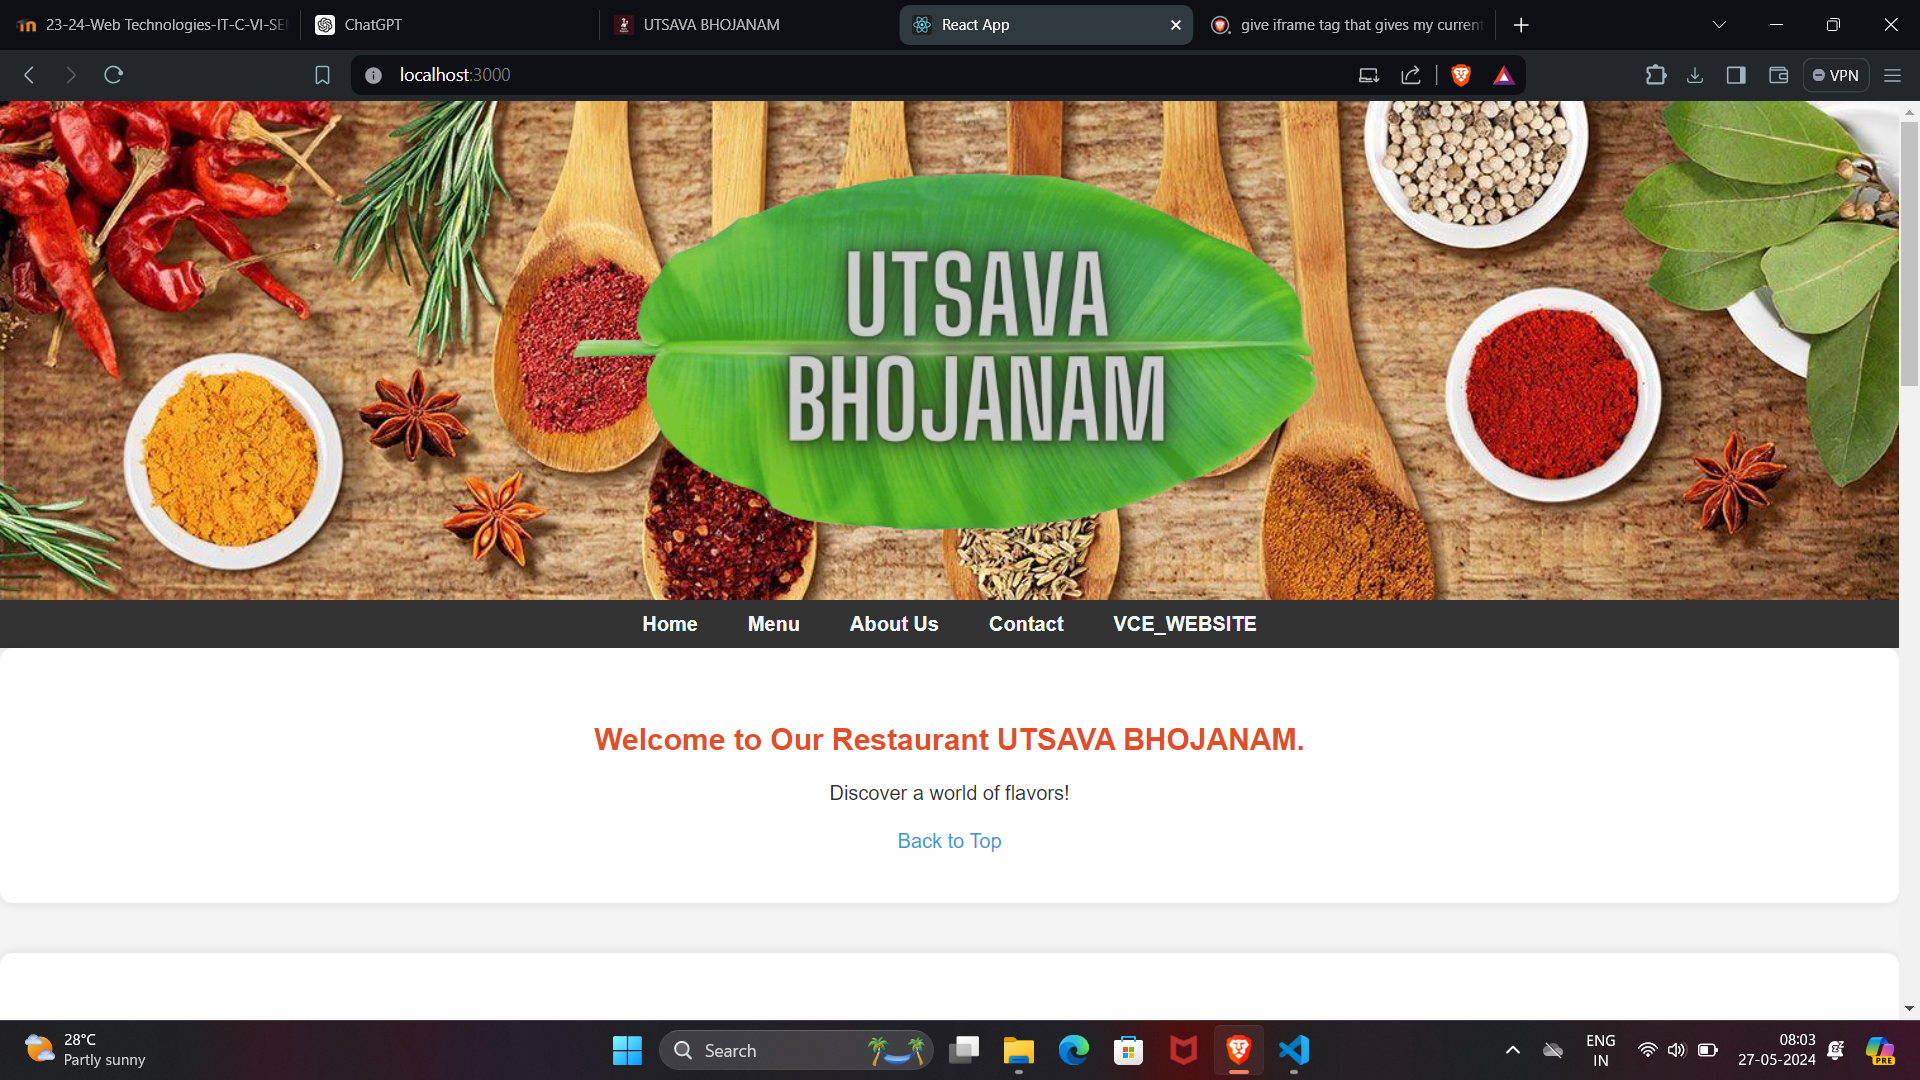 23-24-Web Technologies-IT-C-VI-SE
ChatGPT
UTSAVA BHOJANAM
React App
give iframe tag that gives my current
localhost:3000
VPN
UTSAVA
BHOJANAM
Home Menu About Us Contact VCE_WEBSITE
Welcome to Our Restaurant UTSAVA BHOJANAM.
Discover a world of flavors!
Back to Top
28°C
Partly sunny
Search
ENG
IN
08:03
27-05-2024
PRE